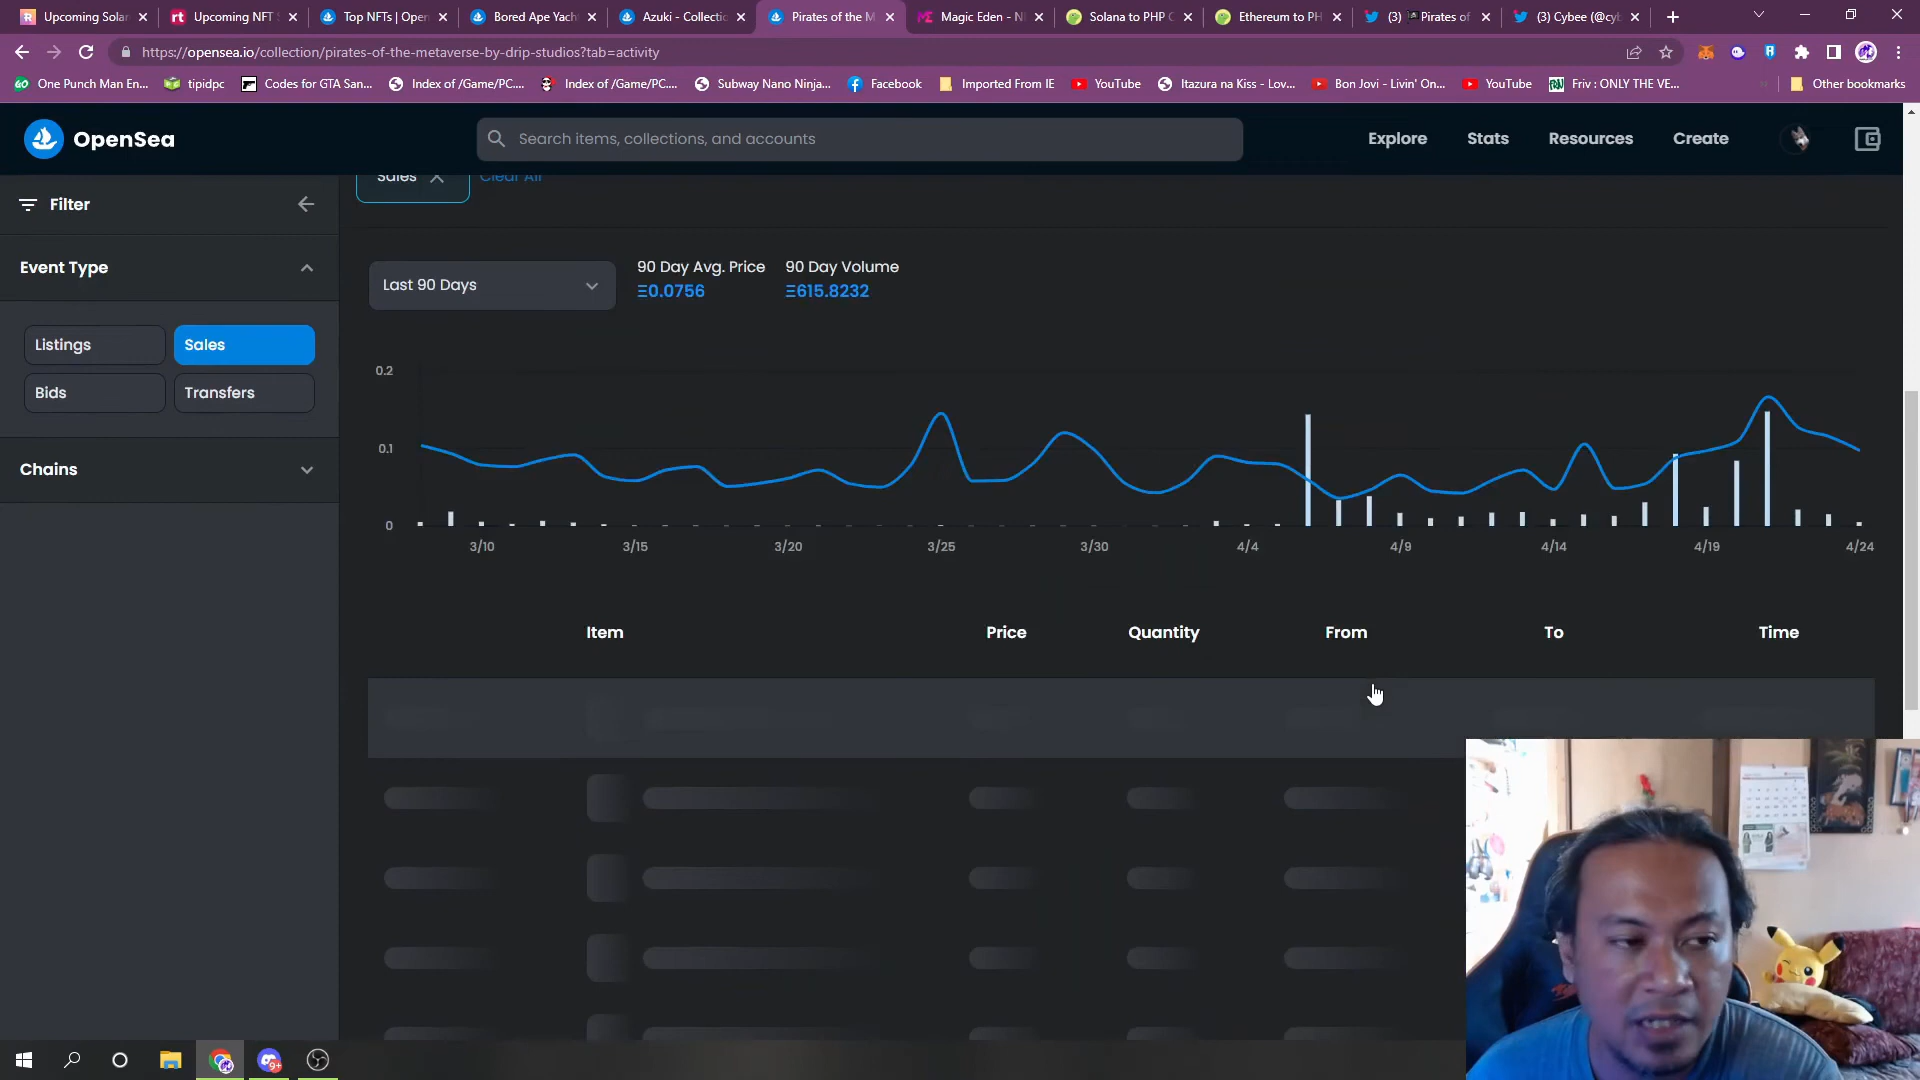 Upcoming Solar
Upcoming NFT S
Top NFTs | Open
Bored Ape Yach
Azuki - Collectic
Pirates of the M
Magic Eden - N
Solana to PHP C
Ethereum to PH
(3) Pirates of
(3) Cybee (@cyb
https://opensea.io/collection/pirates-of-the-metaverse-by-drip-studios?tab=activity
GO One Punch Man En...
tipidpc
Codes for GTA San...
Index of /Game/PC....
Index of /Game/PC....
Subway Nano Ninja...
Facebook
Imported From IE
YouTube
Itazura na Kiss - Lov...
Bon Jovi - Livin' On...
YouTube
Friv : ONLY THE VE...
Other bookmarks
OpenSea
Search items, collections, and accounts
Explore
Stats
Resources
Create
Sales
Clear All
Filter
Event Type
Listings
Sales
Bids
Transfers
Chains
Last 90 Days
90 Day Avg. Price
Ξ0.0756
90 Day Volume
Ξ615.8232
0.2
0.1
0
3/10 3/15 3/20 3/25 3/30 4/4 4/9 4/14 4/19 4/24
Item Price Quantity From To Time
9+